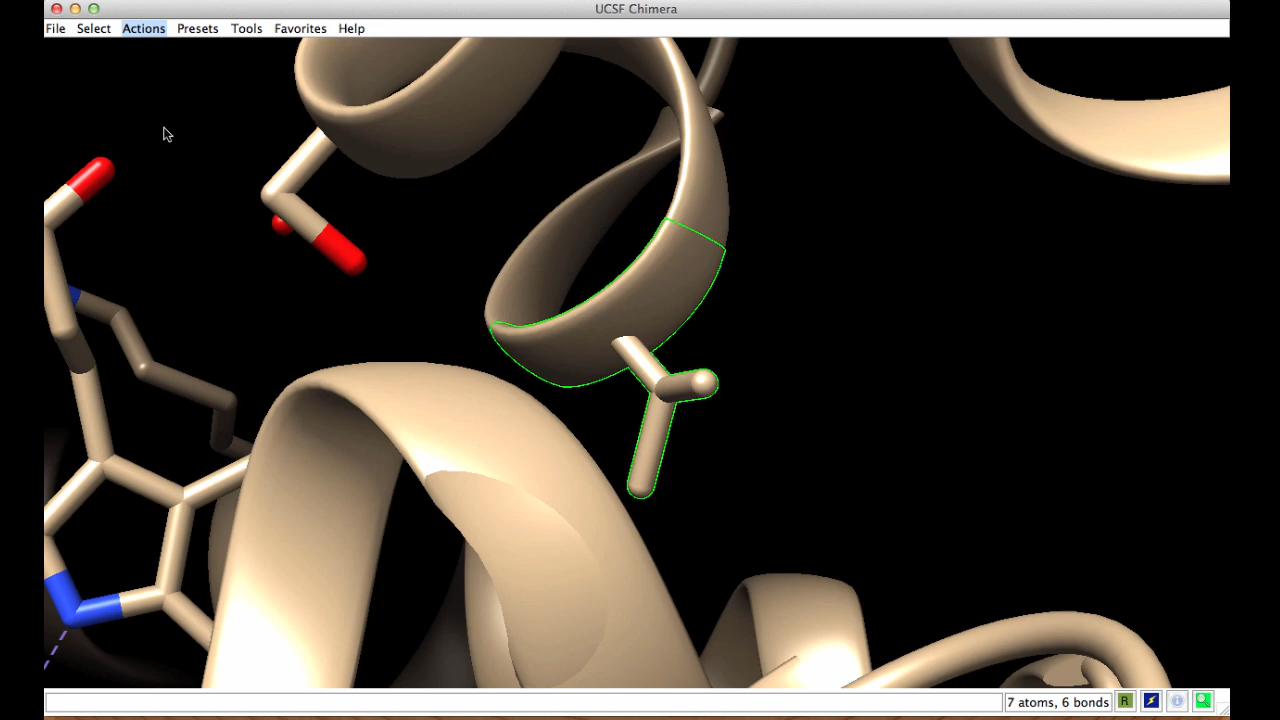 UCSF Chimera
File Select Actions Presets Tools Favorites Help
7 atoms, 6 bonds R